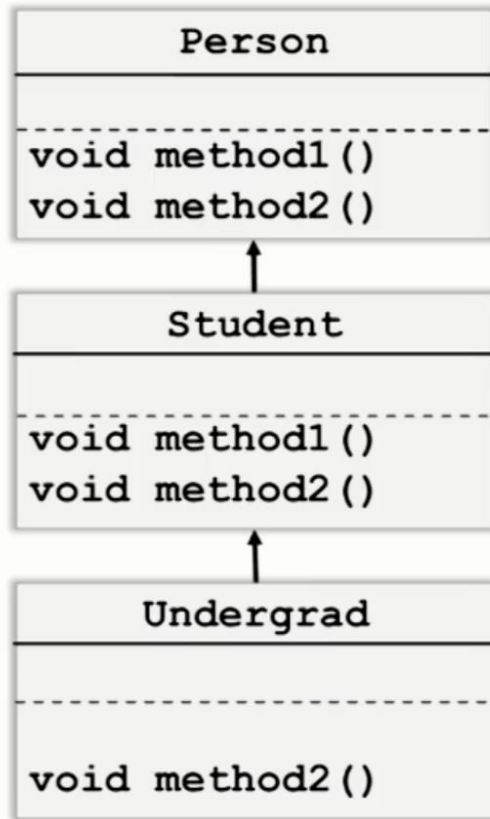 Person
void method1()
void method2()
Student
void method1()
void method2()
Undergrad
void method2()